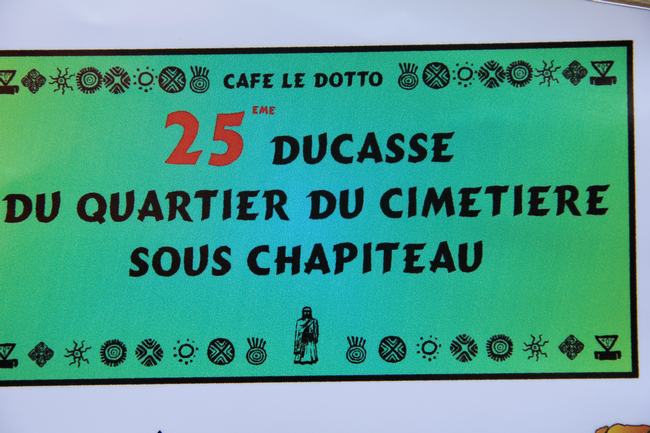 CAFE LE DOTTO
25EME DUCASSE
DU QUARTIER DU CIMETIERE
SOUS CHAPITEAU